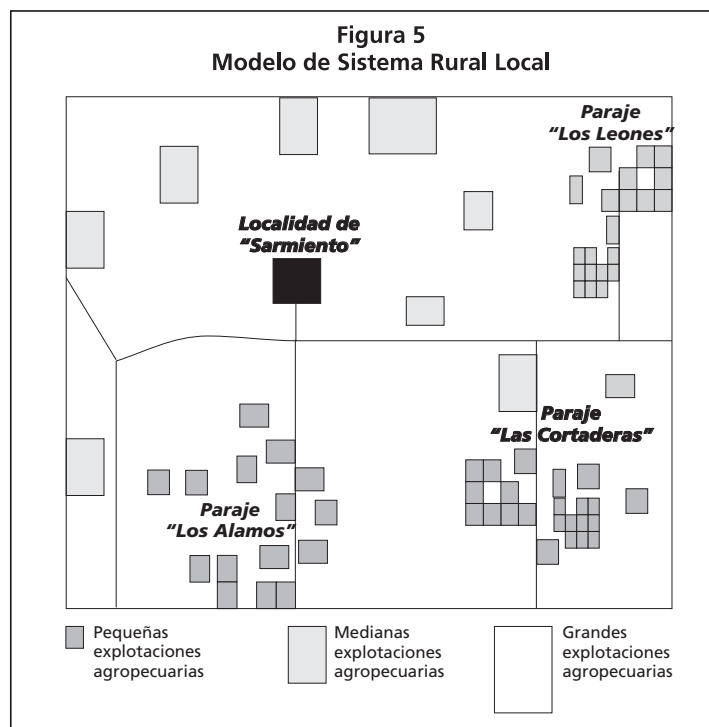 Figura 5
Modelo de Sistema Rural Local
Paraje
“Los Leones”
Localidad de
“Sarmiento”
Paraje
“Las Cortaderas”
Paraje
“Los Alamos”
Pequeñas
explotaciones
agropecuarias
Medianas
explotaciones
agropecuarias
Grandes
explotaciones
agropecuarias